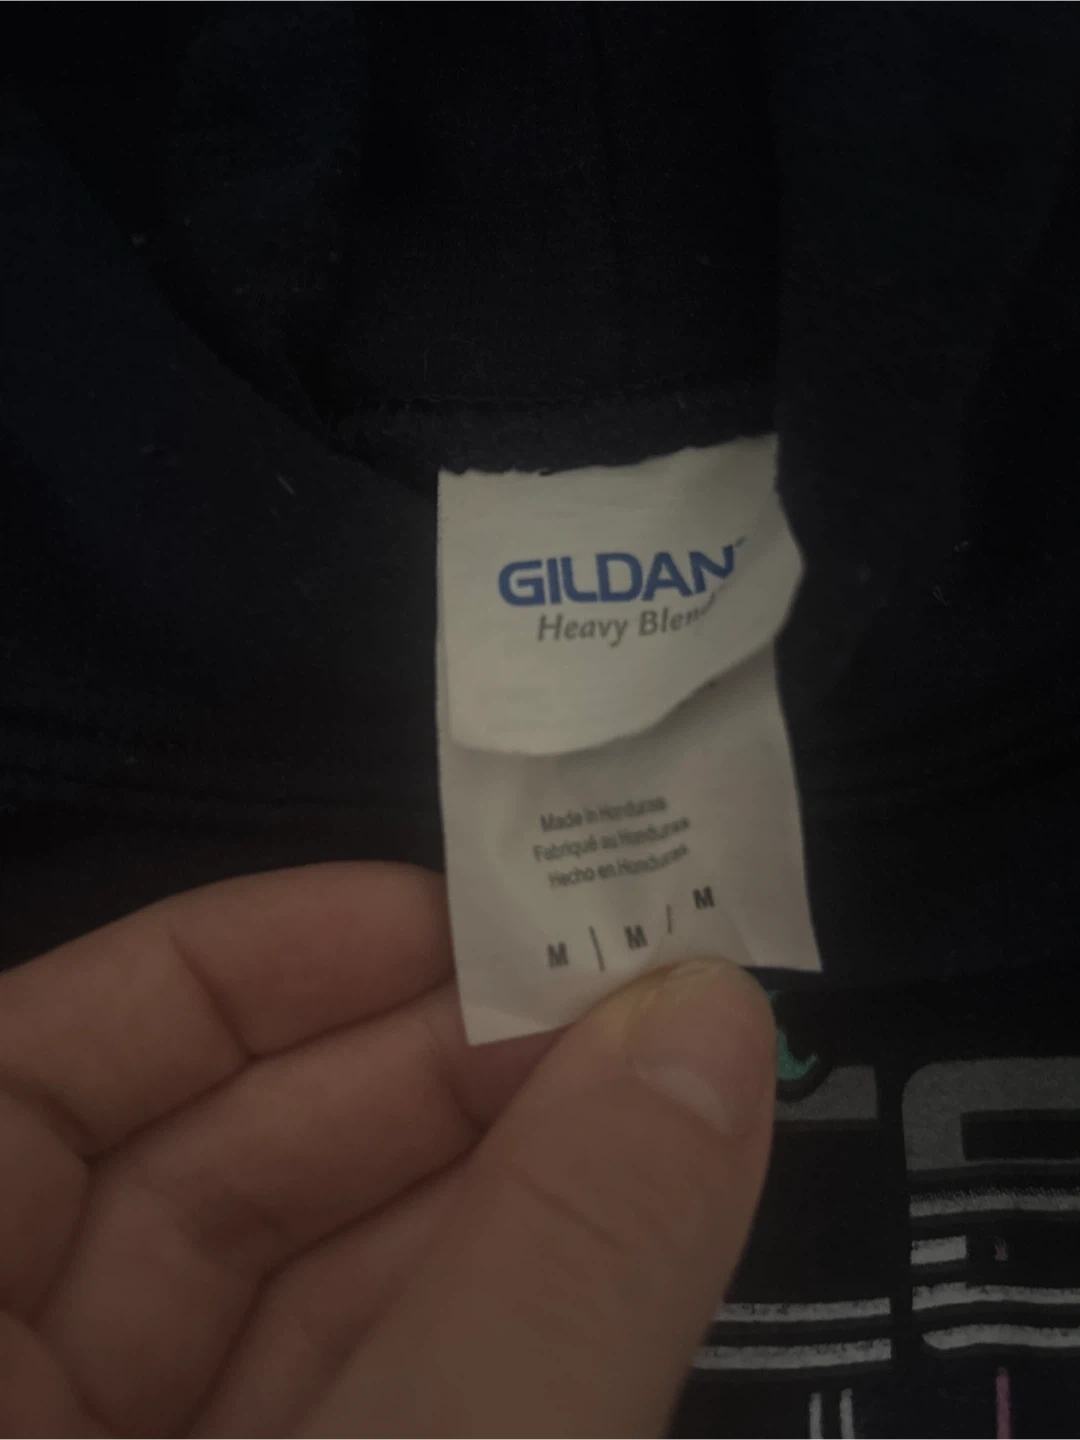 GILDAN
Heavy Blend
Made in Honduras
Fabriqué au Honduras
Hecho en Honduras
M | M / M